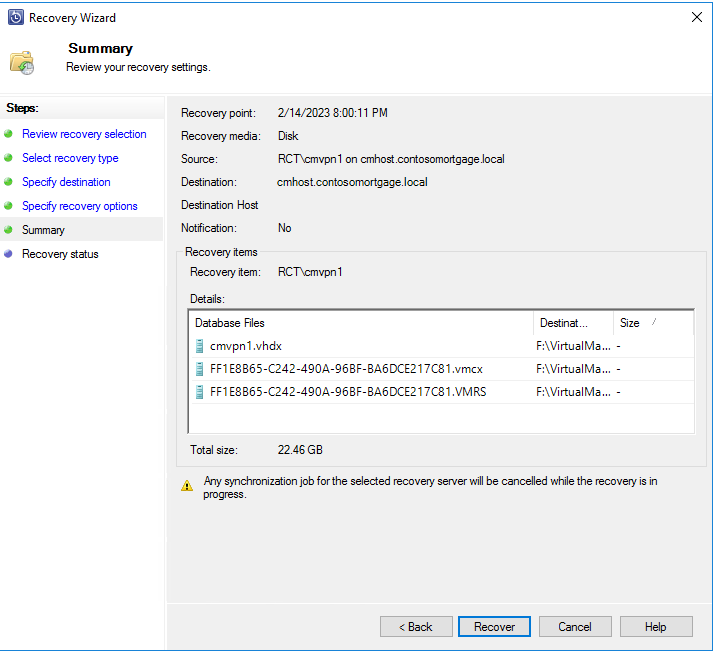 Recovery Wizard
Summary
Review your recovery settings.
Steps:
Review recovery selection
Select recovery type
Specify destination
Specify recovery options
Summary
Recovery status
Recovery point: 2/14/2023 8:00:11 PM
Recovery media: Disk
Source: RCT\cmvpn1 on cmhost.contosomortgage.local
Destination: cmhost.contosomortgage.local
Destination Host
Notification: No
Recovery items
Recovery item: RCT\cmvpn1
Details:
Database Files Destinat... Size
cmvpn1.vhdx F:\VirtualMa... -
FF1E8B65-C242-490A-96BF-BA6DCE217C81.vmcx F:\VirtualMa... -
FF1E8B65-C242-490A-96BF-BA6DCE217C81.VMRS F:\VirtualMa... -
Total size: 22.46 GB
Any synchronization job for the selected recovery server will be cancelled while the recovery is in
progress.
< Back Recover Cancel Help